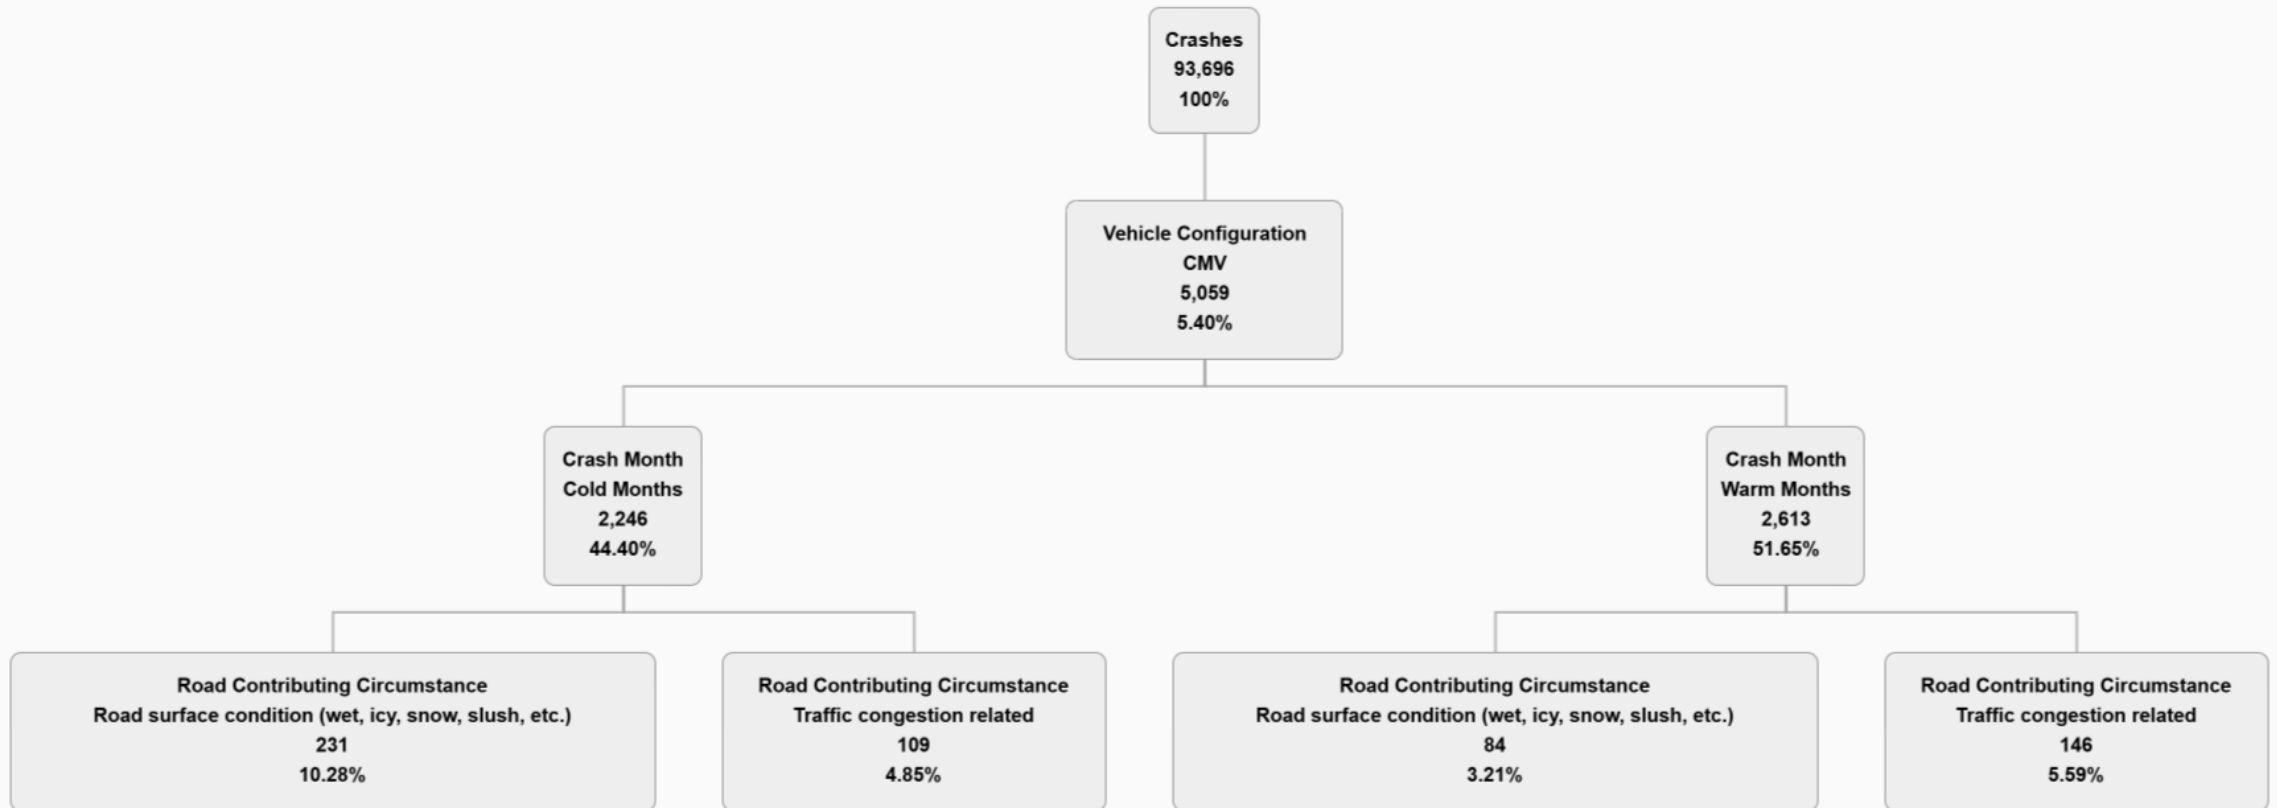 Crashes
93,696
100%
Vehicle Configuration
CMV
5,059
5.40%
Crash Month
Cold Months
2,246
44.40%
Crash Month
Warm Months
2,613
51.65%
Road Contributing Circumstance
Road surface condition (wet, icy, snow, slush, etc.)
231
10.28%
Road Contributing Circumstance
Traffic congestion related
109
4.85%
Road Contributing Circumstance
Road surface condition (wet, icy, snow, slush, etc.)
84
3.21%
Road Contributing Circumstance
Traffic congestion related
146
5.59%